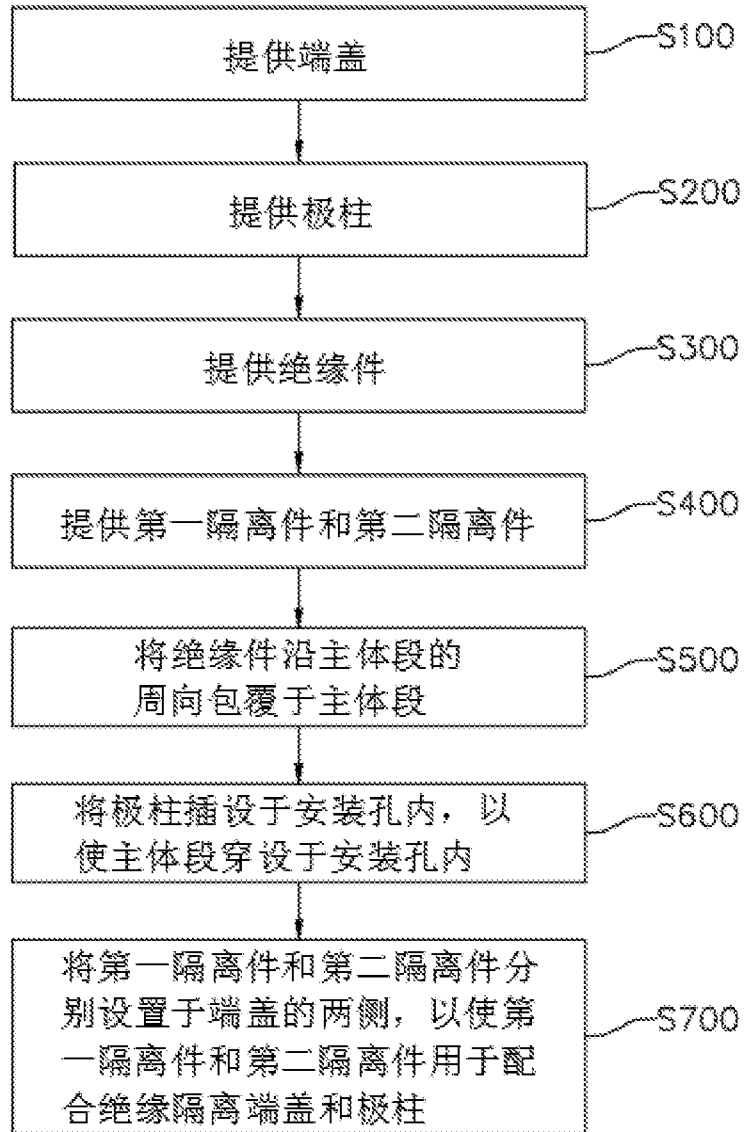 提供端盖
S100
提供极柱
S200
提供绝缘件
S300
提供第一隔离件和第二隔离件
S400
将绝缘件沿主体段的
周向包覆于主体段
S500
将极柱插设于安装孔内，以
使主体段穿设于安装孔内
S600
将第一隔离件和第二隔离件分
别设置于端盖的两侧，以使第
一隔离件和第二隔离件用于配
合绝缘隔离端盖和极柱
S700